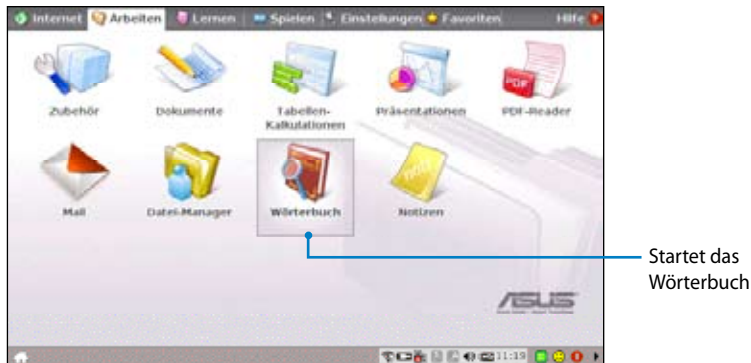 Internet Arbeiten Lernen Spielen Einstellungen Favoriten Hilfe
Zubehör Dokumente Tabellen- Präsentationen PDF-Reader
Kalkulationen
Mail Datei-Manager Wörterbuch Notizen
Startet das
Wörterbuch
ASUS
11:19